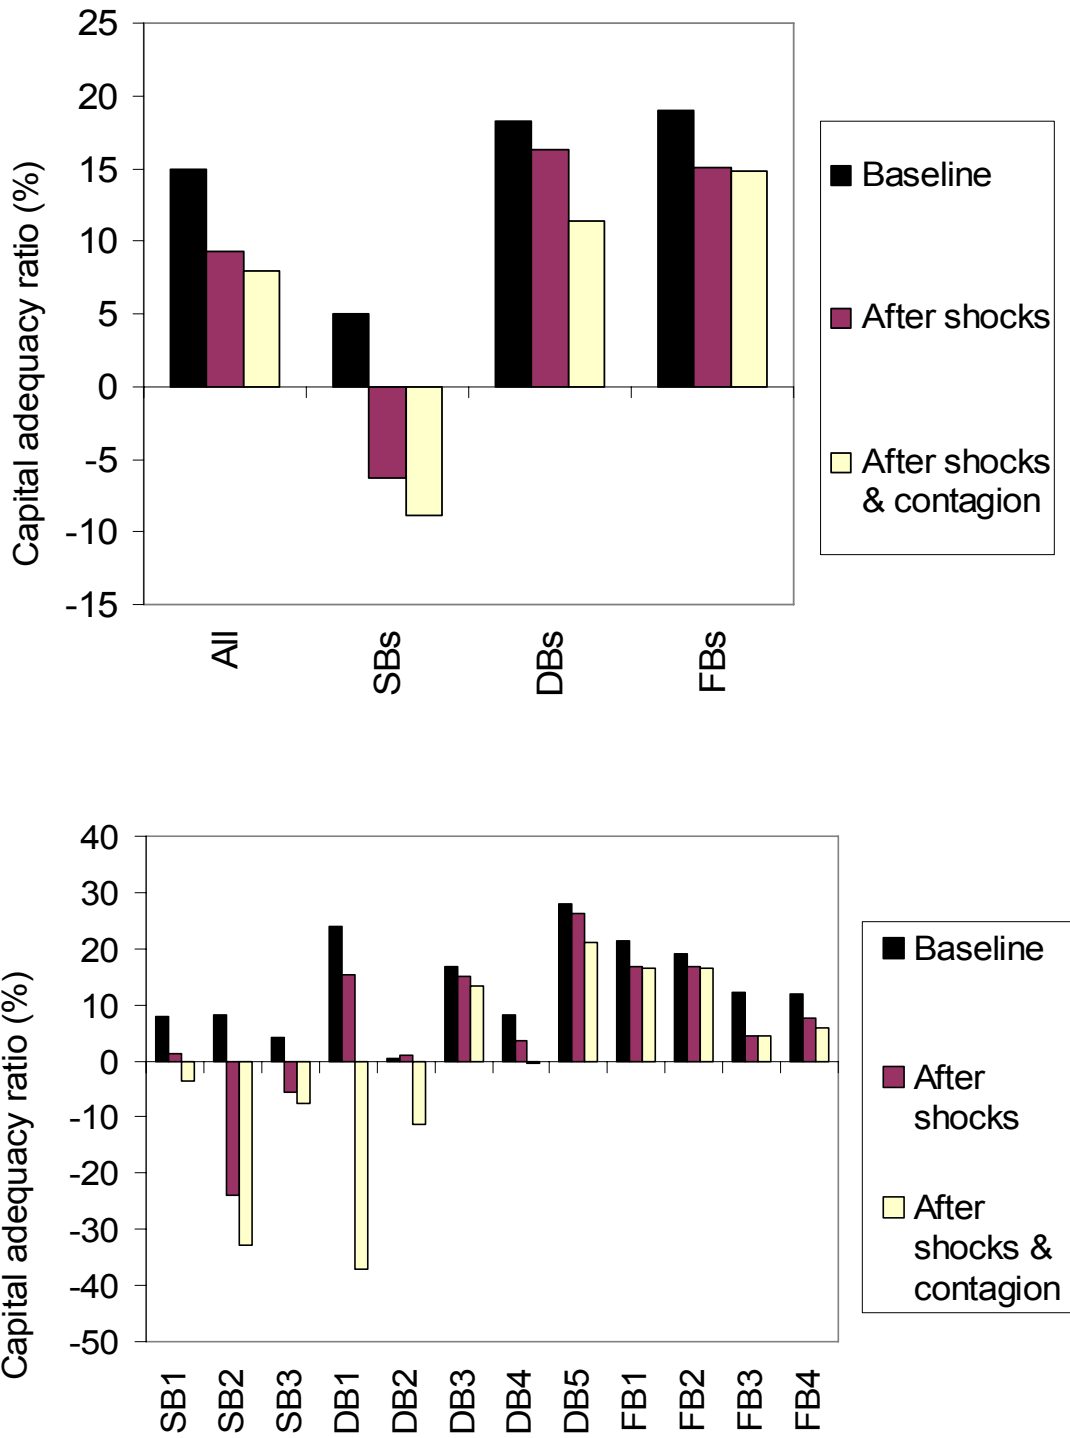 Capital adequacy ratio (%)
25
20
15
10
5
0
-5
-10
-15
All
SBs
DBs
FBs
Baseline
After shocks
After shocks
& contagion
Capital adequacy ratio (%)
40
30
20
10
0
-10
-20
-30
-40
-50
SB1
SB2
SB3
DB1
DB2
DB3
DB4
DB5
FB1
FB2
FB3
FB4
Baseline
After
shocks
After
shocks &
contagion